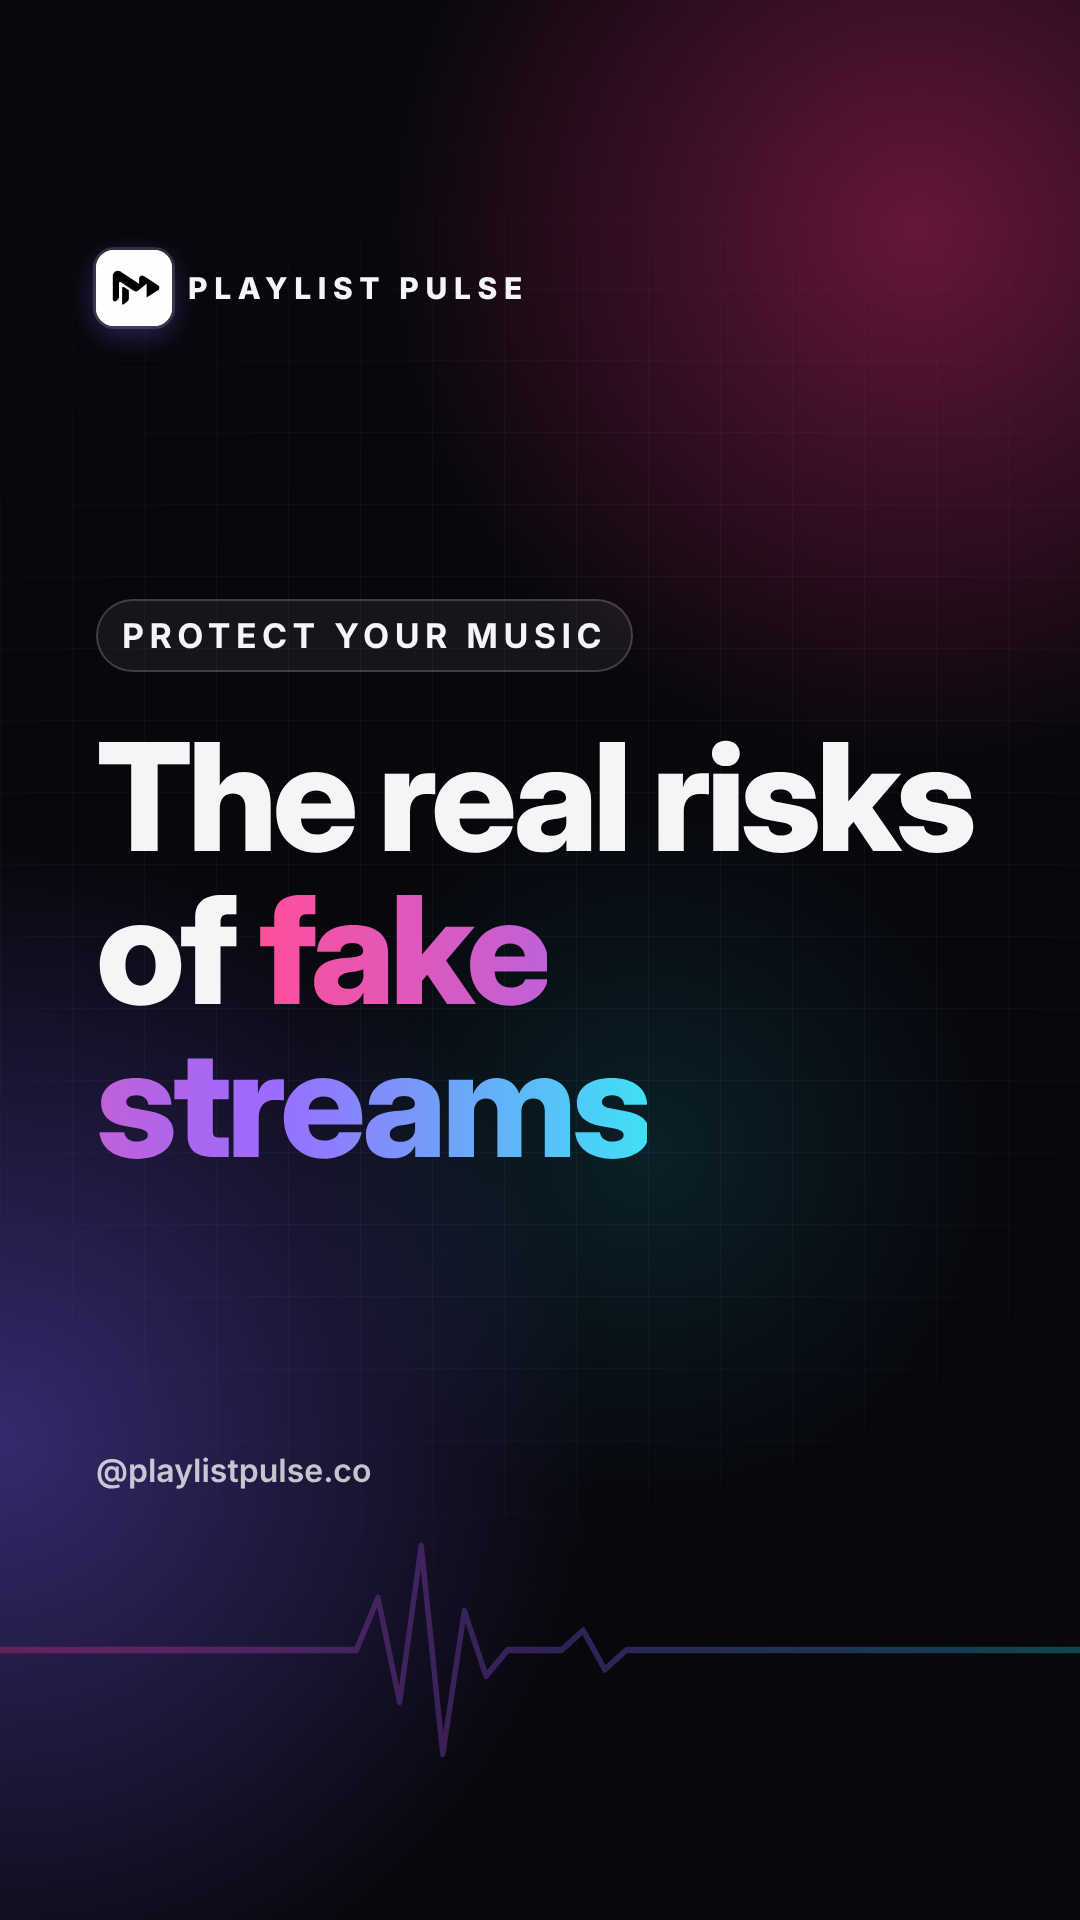 PLAYLIST PULSE
PROTECT YOUR MUSIC
The real risks
of fake
streams
@playlistpulse.co